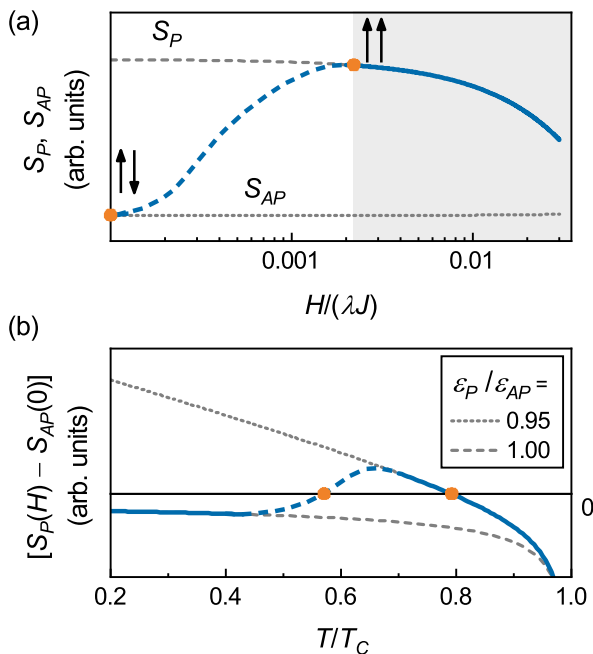 (a)
S_P
S_P, S_AP
(arb. units)
S_AP
0.001
0.01
H/(λJ)
(b)
ε_P /ε_AP =
0.95
1.00
[S_P(H) − S_AP(0)]
(arb. units)
0
0.2
0.4
0.6
0.8
1.0
T/T_C